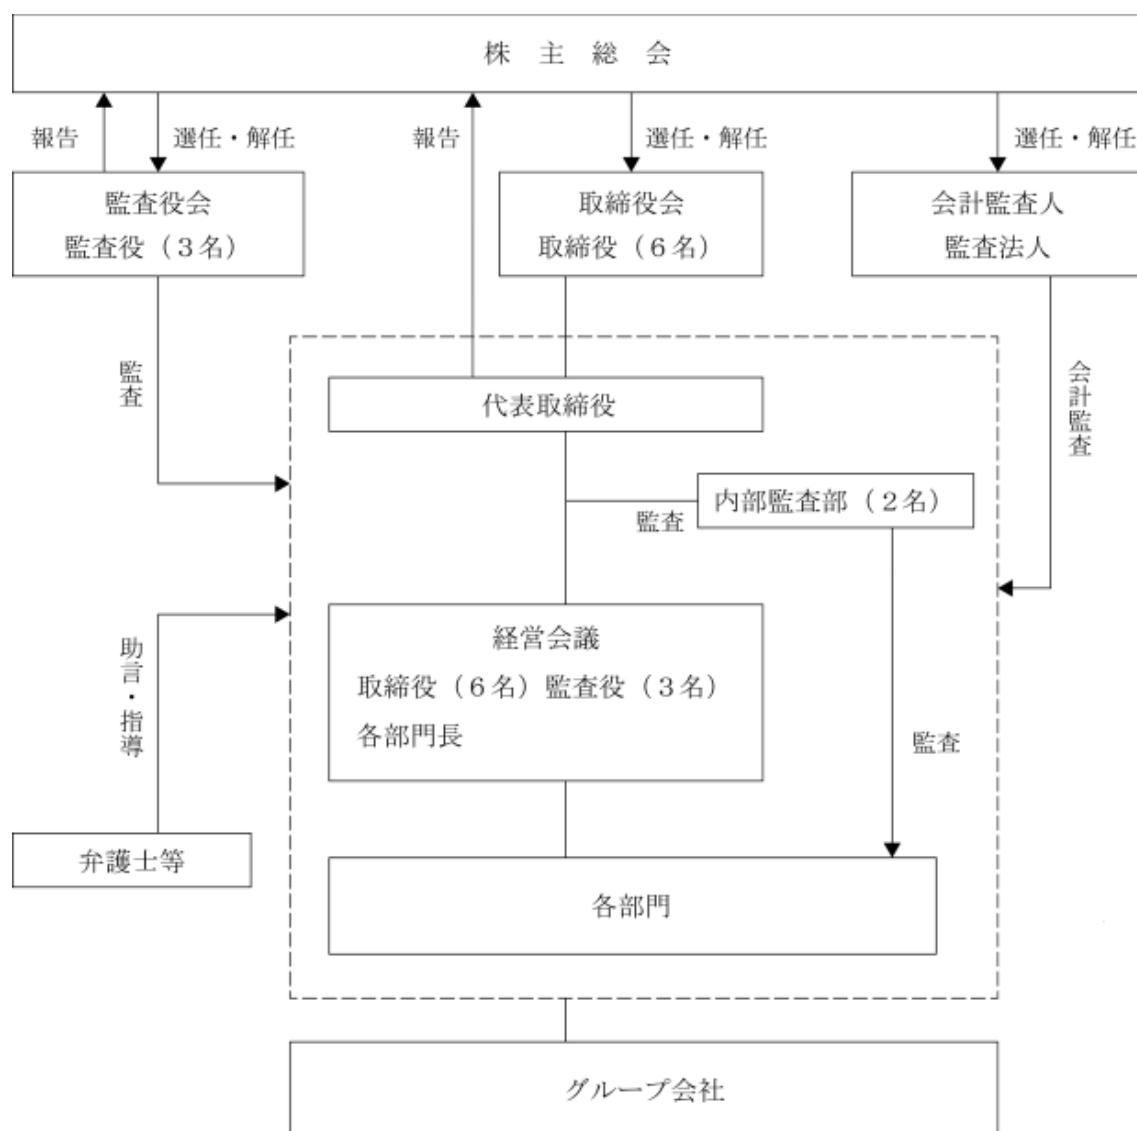 株主総会
報告
選任・解任
報告
選任・解任
選任・解任
監査役会
監査役（３名）
取締役会
取締役（６名）
会計監査人
監査法人
監査
会計監査
代表取締役
内部監査部（２名）
監査
経営会議
取締役（６名）監査役（３名）
各部門長
助言・指導
監査
弁護士等
各部門
グループ会社